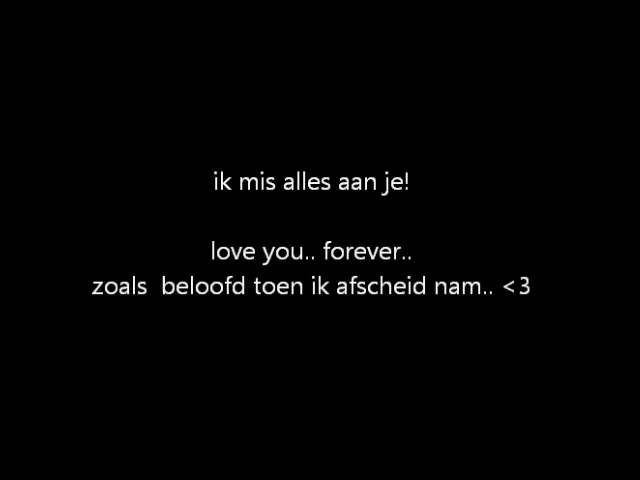 ik mis alles aan je!
love you.. forever..
zoals  beloofd toen ik afscheid nam.. <3